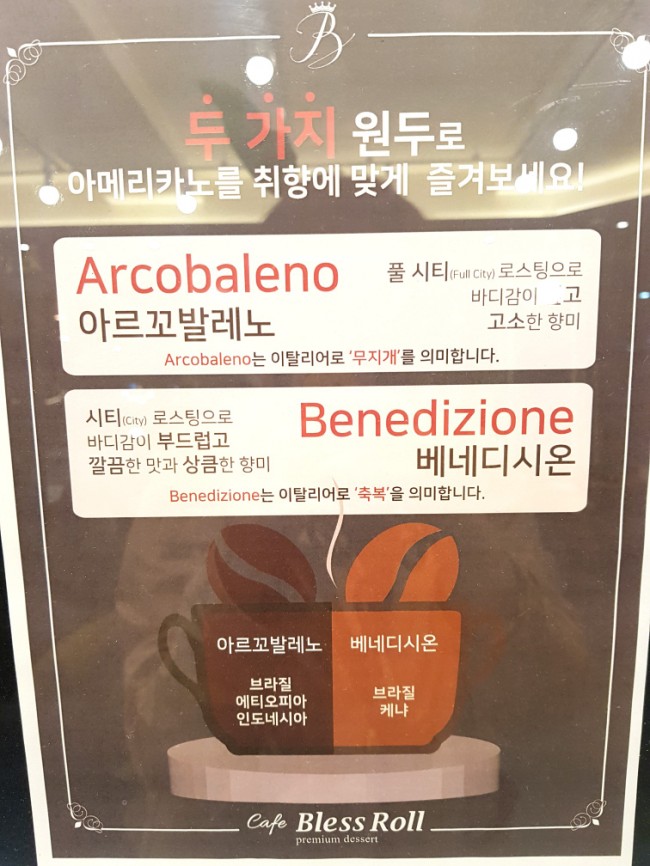 B
두 가지 원두로
아메리카노를 취향에 맞게 즐겨보세요!
Arcobaleno
아르꼬발레노
풀 시티(Full City) 로스팅으로
바디감이 고
고소한 향미
Arcobaleno는 이탈리어로 '무지개'를 의미합니다.
시티(City) 로스팅으로
바디감이 부드럽고
깔끔한 맛과 상큼한 향미
Benedizione
베네디시온
Benedizione는 이탈리어로 '축복'을 의미합니다.
아르꼬발레노
브라질
에티오피아
인도네시아
베네디시온
브라질
케냐
Cafe Bless Roll
premium dessert